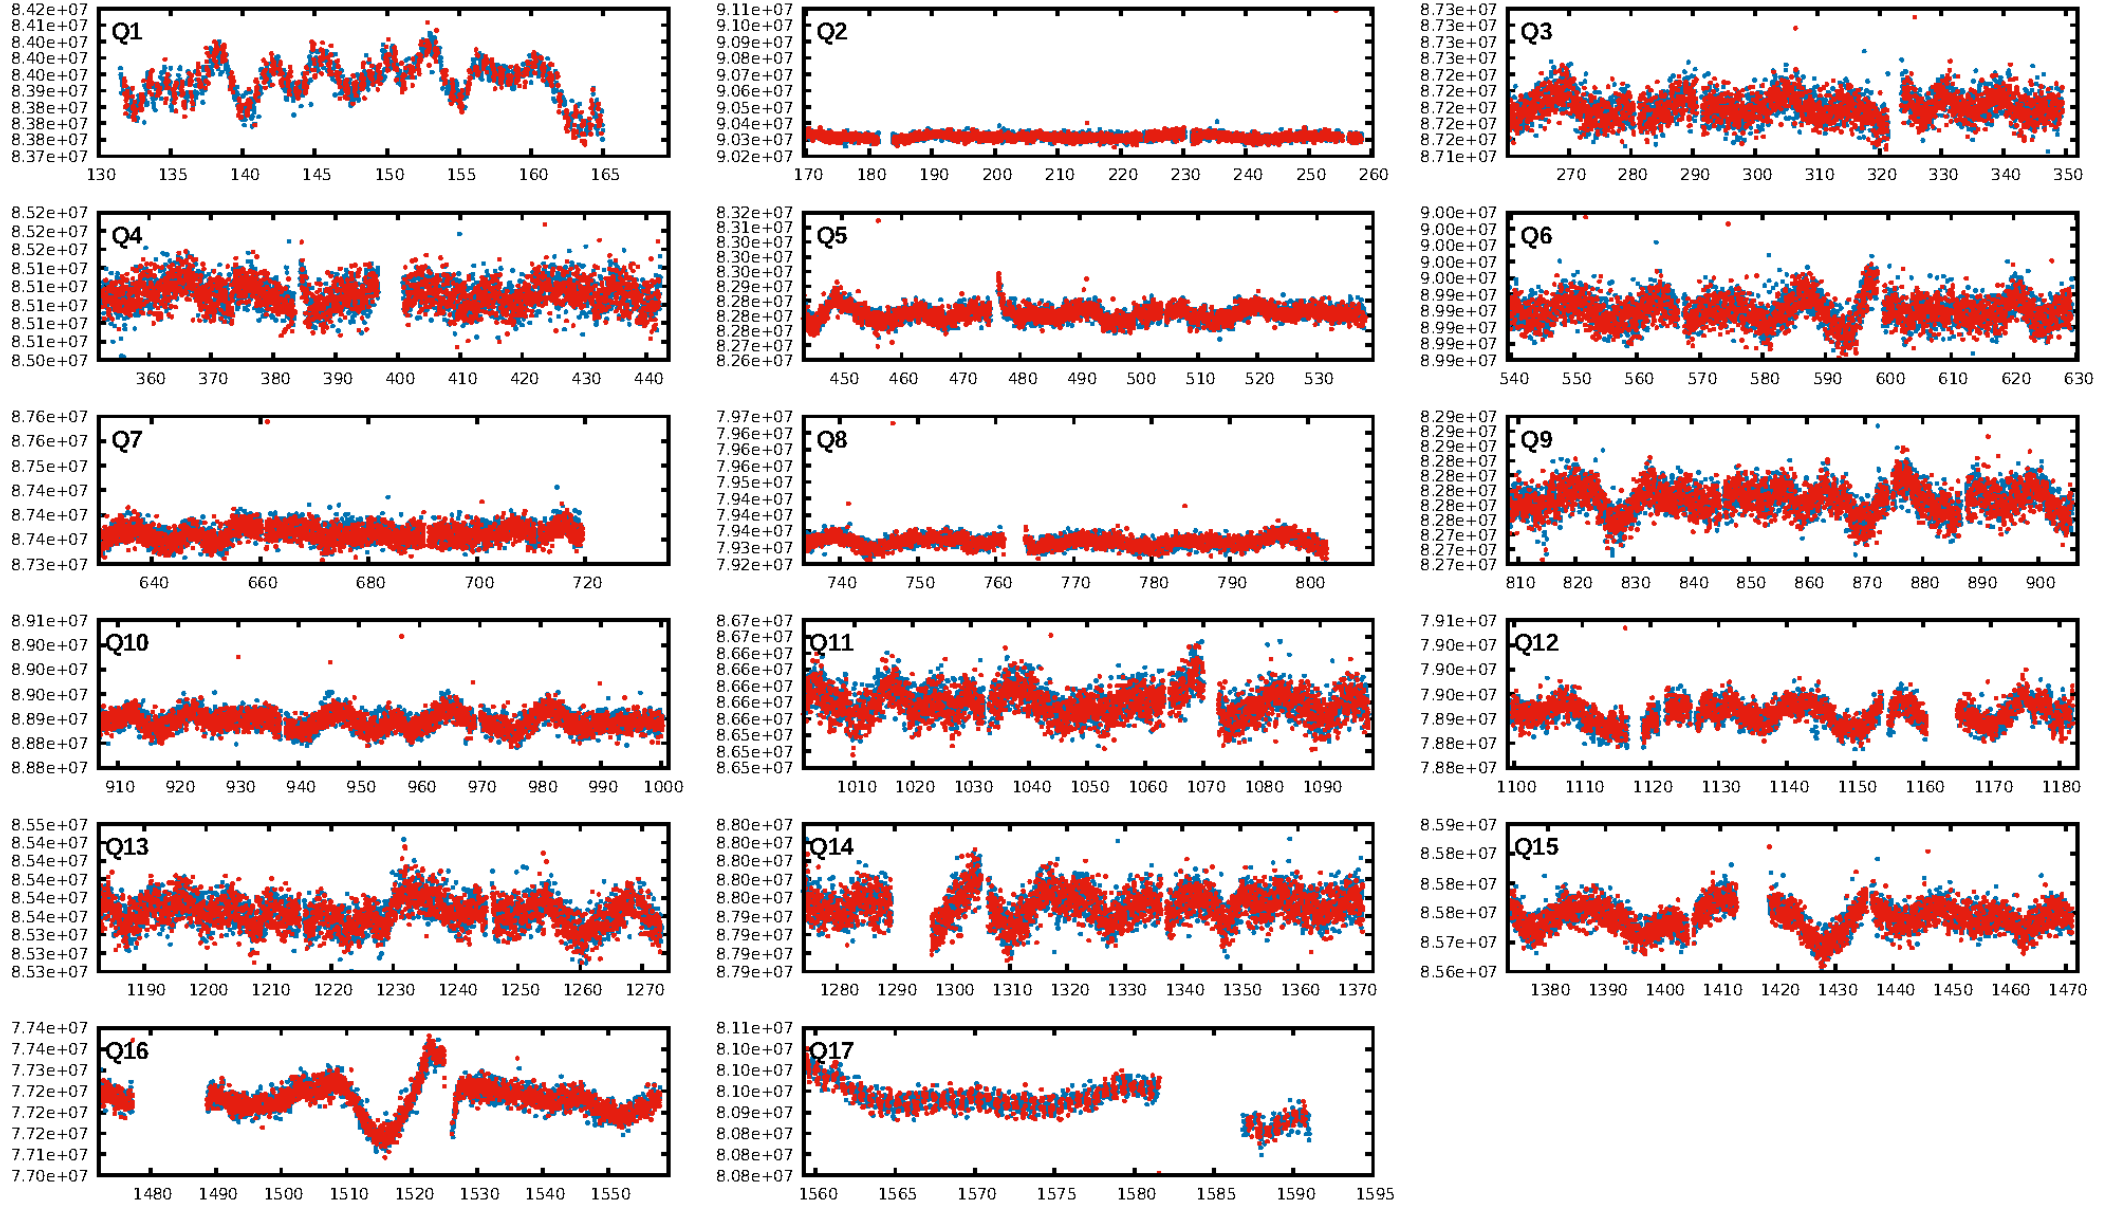 8.42e+07
8.41e+07
8.40e+07
8.40e+07
8.40e+07
8.39e+07
8.38e+07
8.38e+07
8.38e+07
8.37e+07
Q1
130 135 140 145 150 155 160 165
9.11e+07
9.10e+07
9.09e+07
9.08e+07
9.07e+07
9.06e+07
9.05e+07
9.04e+07
9.03e+07
9.02e+07
Q2
170 180 190 200 210 220 230 240 250 260
8.73e+07
8.73e+07
8.73e+07
8.73e+07
8.72e+07
8.72e+07
8.72e+07
8.72e+07
8.72e+07
8.71e+07
Q3
270 280 290 300 310 320 330 340 350
8.52e+07
8.52e+07
8.52e+07
8.51e+07
8.51e+07
8.51e+07
8.51e+07
8.51e+07
8.50e+07
Q4
360 370 380 390 400 410 420 430 440
8.32e+07
8.31e+07
8.30e+07
8.30e+07
8.30e+07
8.29e+07
8.28e+07
8.28e+07
8.28e+07
8.27e+07
8.26e+07
Q5
450 460 470 480 490 500 510 520 530
9.00e+07
9.00e+07
9.00e+07
9.00e+07
9.00e+07
8.99e+07
8.99e+07
8.99e+07
8.99e+07
8.99e+07
Q6
540 550 560 570 580 590 600 610 620 630
8.76e+07
8.76e+07
8.75e+07
8.74e+07
8.74e+07
8.74e+07
8.73e+07
Q7
640 660 680 700 720
7.97e+07
7.96e+07
7.96e+07
7.96e+07
7.95e+07
7.94e+07
7.94e+07
7.94e+07
7.93e+07
7.92e+07
Q8
740 750 760 770 780 790 800
8.29e+07
8.29e+07
8.29e+07
8.28e+07
8.28e+07
8.28e+07
8.28e+07
8.28e+07
8.27e+07
8.27e+07
8.27e+07
Q9
810 820 830 840 850 860 870 880 890 900
8.91e+07
8.90e+07
8.90e+07
8.90e+07
8.89e+07
8.88e+07
8.88e+07
Q10
910 920 930 940 950 960 970 980 990 1000
8.67e+07
8.67e+07
8.66e+07
8.66e+07
8.66e+07
8.66e+07
8.66e+07
8.65e+07
8.65e+07
Q11
1010 1020 1030 1040 1050 1060 1070 1080 1090
7.91e+07
7.90e+07
7.90e+07
7.90e+07
7.89e+07
7.88e+07
7.88e+07
Q12
1100 1110 1120 1130 1140 1150 1160 1170 1180
8.55e+07
8.54e+07
8.54e+07
8.54e+07
8.54e+07
8.54e+07
8.53e+07
8.53e+07
8.53e+07
Q13
1190 1200 1210 1220 1230 1240 1250 1260 1270
8.80e+07
8.80e+07
8.80e+07
8.80e+07
8.80e+07
8.79e+07
8.79e+07
8.79e+07
8.79e+07
Q14
1280 1290 1300 1310 1320 1330 1340 1350 1360 1370
8.59e+07
8.58e+07
8.58e+07
8.58e+07
8.57e+07
8.56e+07
Q15
1380 1390 1400 1410 1420 1430 1440 1450 1460 1470
7.74e+07
7.74e+07
7.73e+07
7.72e+07
7.72e+07
7.72e+07
7.71e+07
7.70e+07
Q16
1480 1490 1500 1510 1520 1530 1540 1550
8.11e+07
8.10e+07
8.10e+07
8.10e+07
8.09e+07
8.08e+07
8.08e+07
8.08e+07
Q17
1560 1565 1570 1575 1580 1585 1590 1595